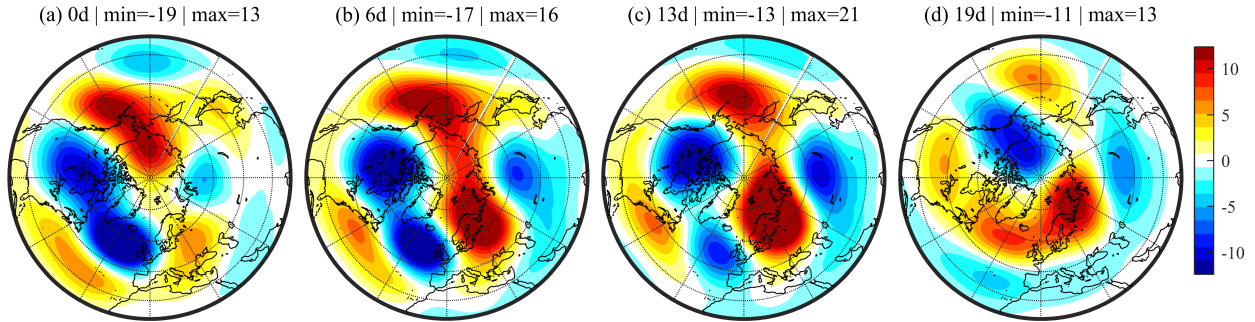 (a) 0d | min=-19 | max=13
(b) 6d | min=-17 | max=16
(c) 13d | min=-13 | max=21
(d) 19d | min=-11 | max=13
10
5
0
-5
-10